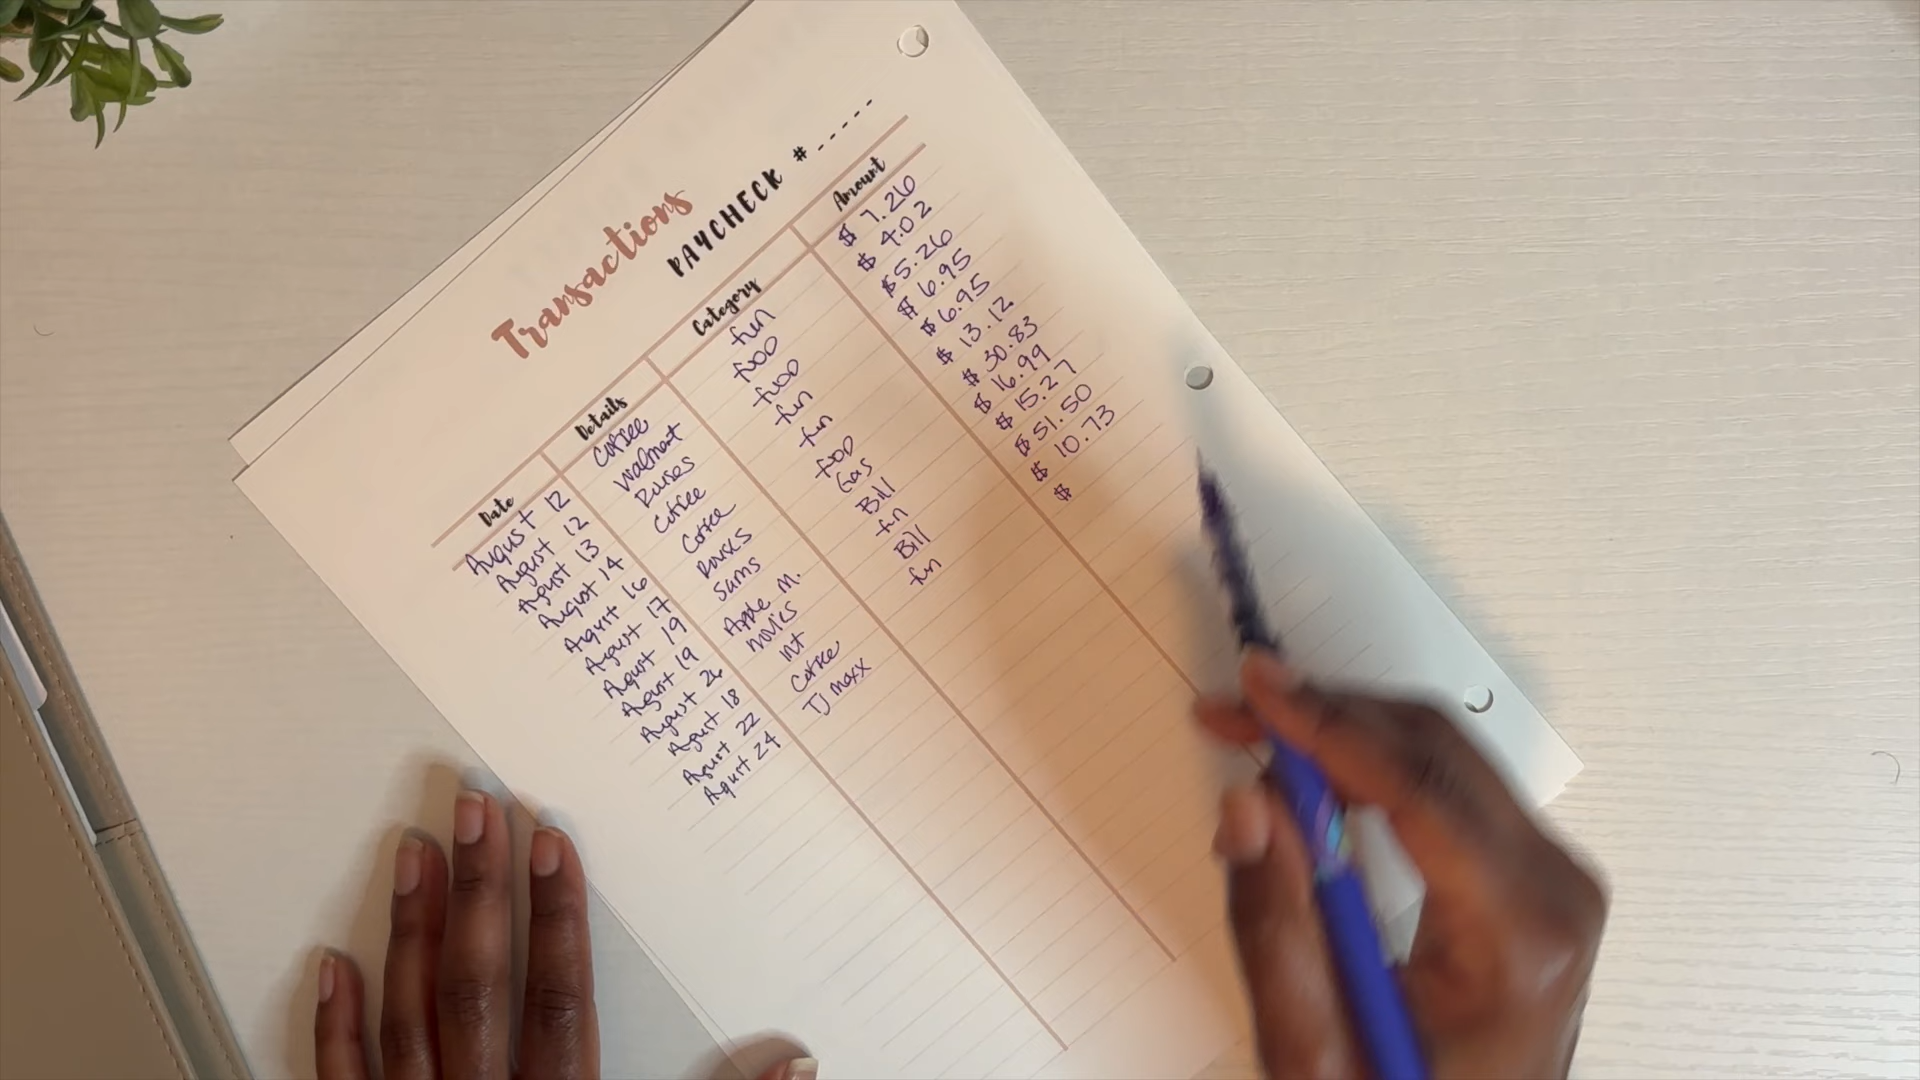 Transactions
PAYCHECK #-----
Date Details Category Amount
August 12 Coffee fun $ 7.26
August 12 Walmart food $ 4.02
August 13 Rouses food $5.26
August 14 Coffee fun $ 6.95
August 16 Coffee fun $ 6.95
August 17 Rouses food $ 13.12
August 19 Sams Gas $ 30.83
August 19 Apple M. Bill $ 16.99
August 26 movies fun $ 15.27
August 18 Int Bill $51.50
August 22 Coffee fun $ 10.73
August 24 TJ maxx $